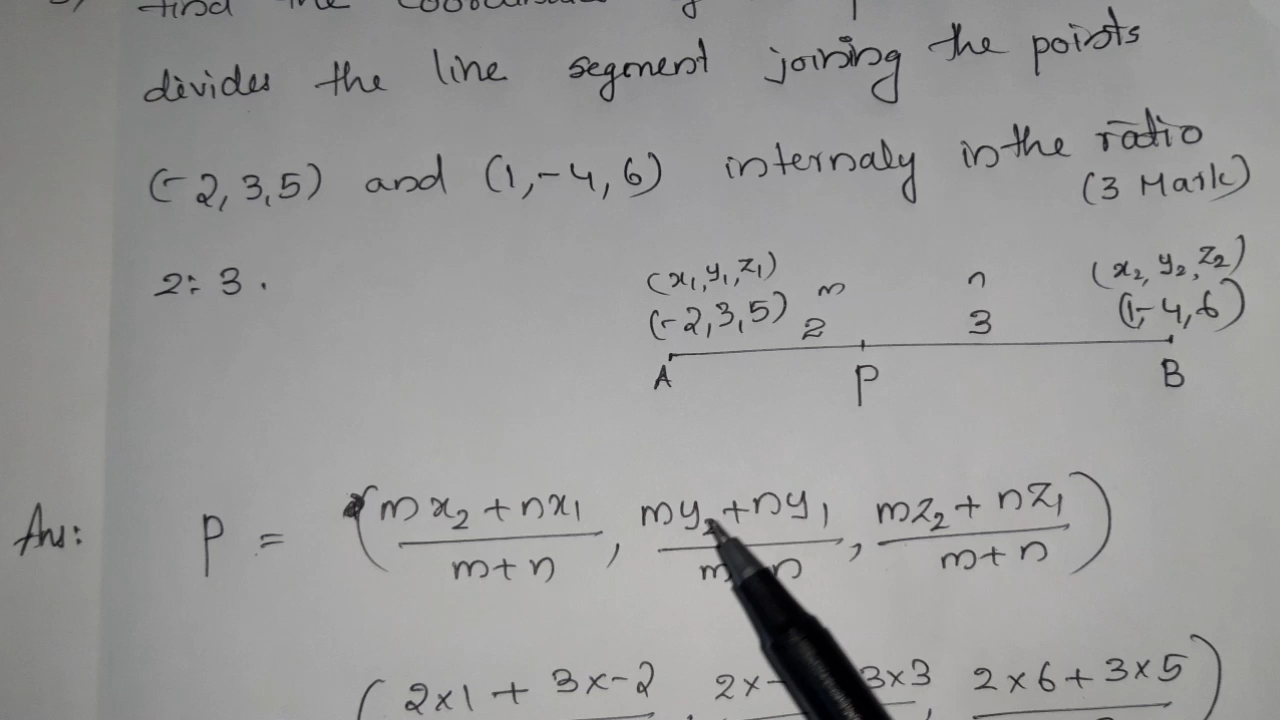 find the
divides the line segment joining the points
(-2,3,5) and (1,-4,6) internaly in the ratio
(3 Mark)
2:3.
(x₁,y₁,z₁) m n (x₂,y₂,z₂)
(-2,3,5) 2 3 (1,-4,6)
A P B
Ans: P = (mx₂+nx₁/m+n, my₂+ny₁/m+n, mz₂+nz₁/m+n)
(2×1+3×-2, 2×- 3×3, 2×6+3×5)